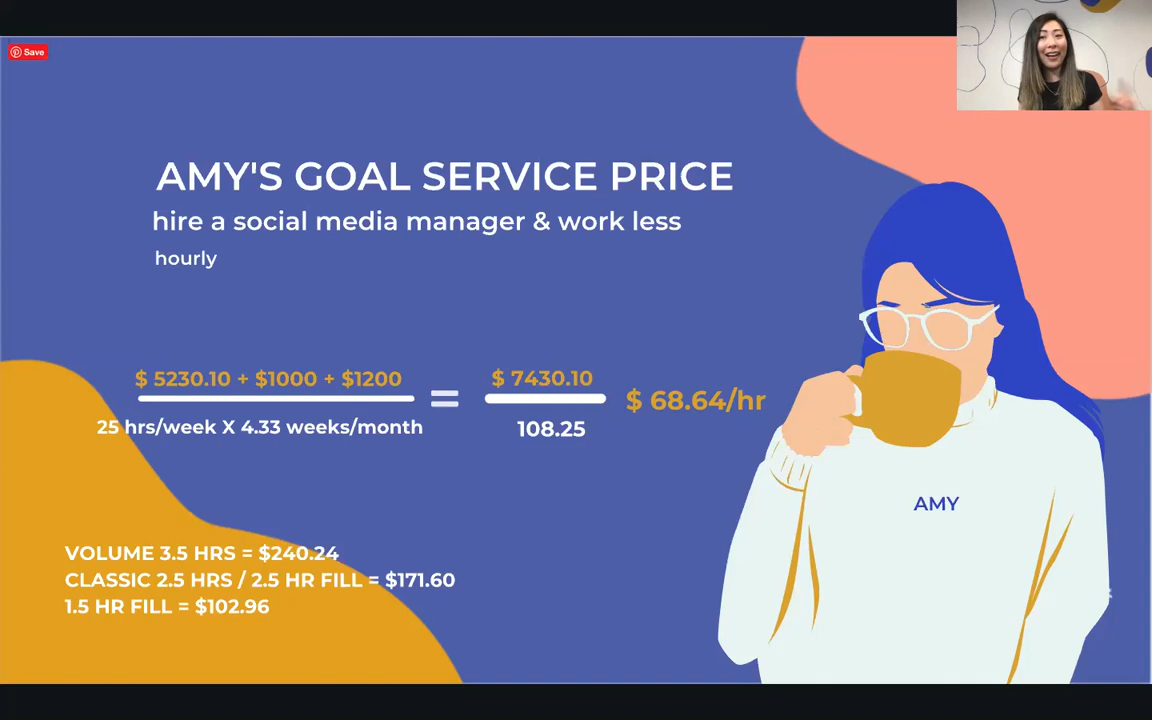 Save
AMY'S GOAL SERVICE PRICE
hire a social media manager & work less
hourly
$ 5230.10 + $1000 + $1200
25 hrs/week X 4.33 weeks/month
=
$ 7430.10
108.25
$ 68.64/hr
AMY
VOLUME 3.5 HRS = $240.24
CLASSIC 2.5 HRS / 2.5 HR FILL = $171.60
1.5 HR FILL = $102.96